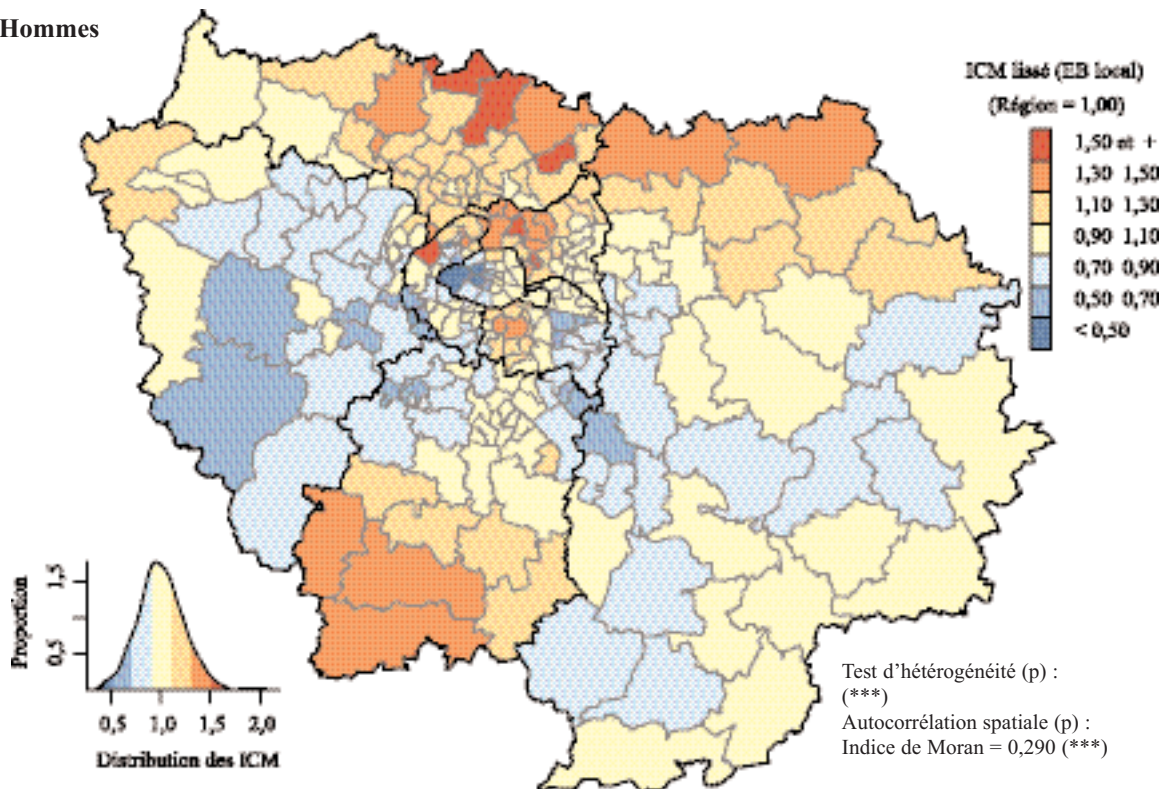 Hommes
ICM lissé (EB local)
(Région = 1,00)
1,50 et +
1,30 1,50
1,10 1,30
0,90 1,10
0,70 0,90
0,50 0,70
< 0,50
Proportion
1,5
0,5
0,5 1,0 1,5 2,0
Distribution des ICM
Test d’hétérogénéité (p) :
(***)
Autocorrélation spatiale (p) :
Indice de Moran = 0,290 (***)